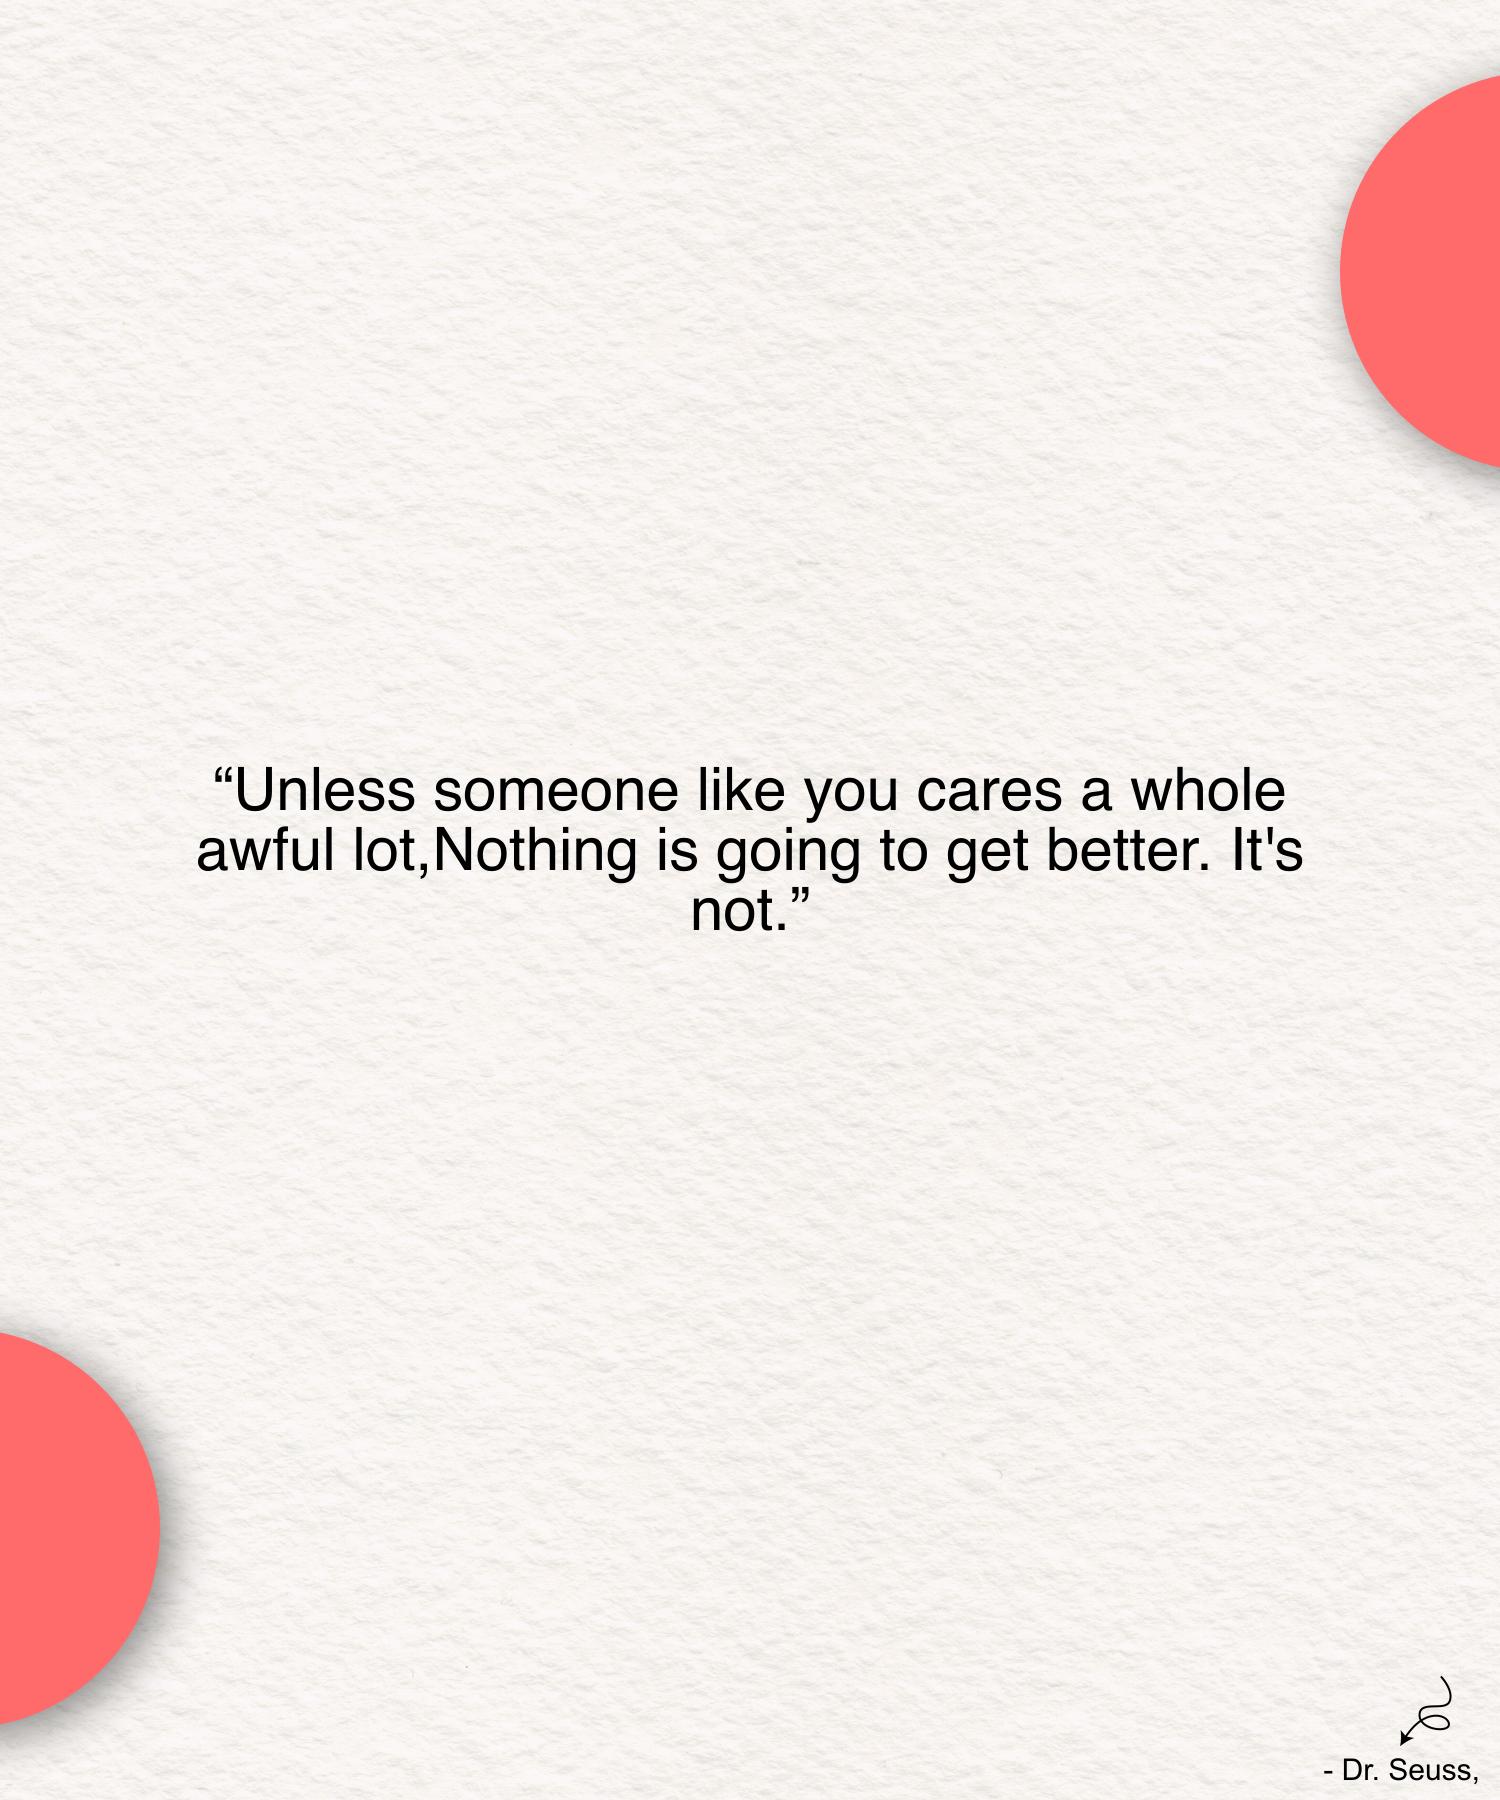 “Unless someone like you cares a whole
awful lot,Nothing is going to get better. It's
not.”
- Dr. Seuss,